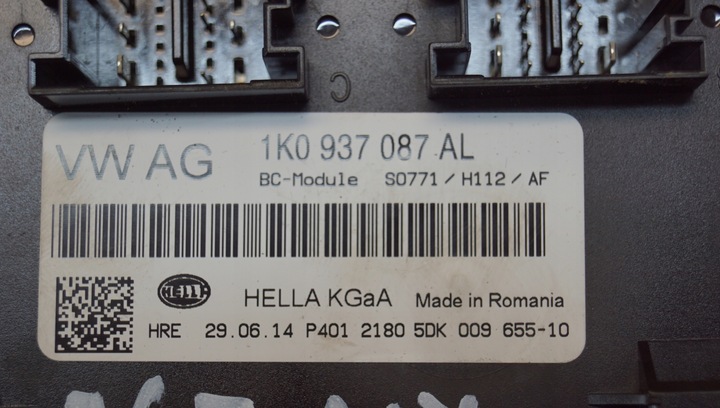 C
VW AG 1K0 937 087 AL
BC-Module S0771/H112/AF
HELLA HELLA KGaA Made in Romania
HRE 29.06.14 P401 2180 5DK 009 655-10